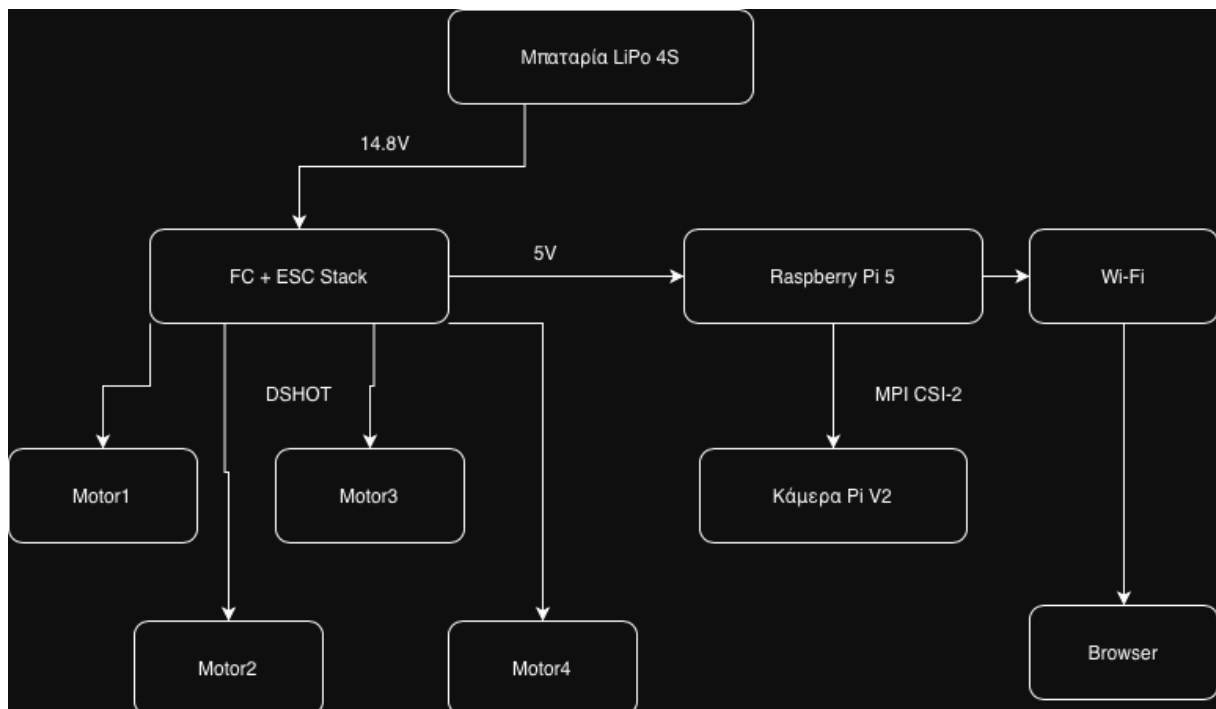 Μπαταρία LiPo 4S
14.8V
FC + ESC Stack
5V
Raspberry Pi 5
Wi-Fi
DSHOT
MPI CSI-2
Motor1
Motor3
Κάμερα Pi V2
Motor2
Motor4
Browser